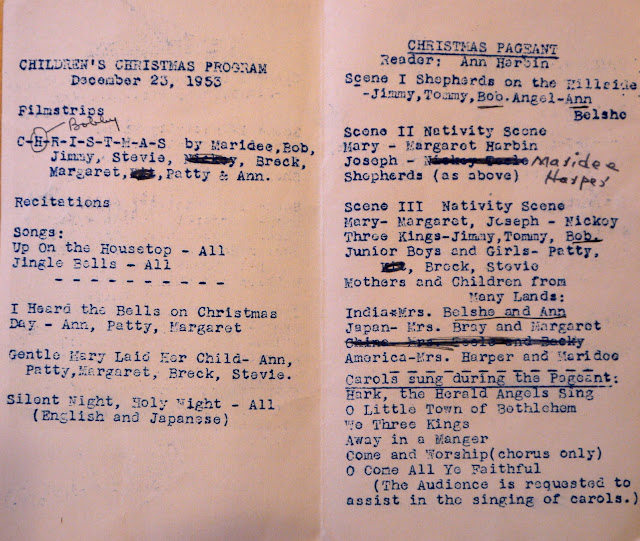 CHILDREN'S CHRISTMAS PROGRAM
December 23, 1953
Filmstrips
Bobby
C-H-R-I-S-T-M-A-S by Maridee, Bob,
Jimmy, Stevie, Breck,
Margaret, Patty & Ann.
Recitations
Songs:
Up On the Housetop - All
Jingle Bells - All
- - - - - - - - - - -
I Heard the Bells on Christmas
Day - Ann, Patty, Margaret
Gentle Mary Laid Her Child- Ann,
Patty, Margaret, Breck, Stevie.
Silent Night, Holy Night - All
(English and Japanese)
CHRISTMAS PAGEANT
Reader: Ann Harbin
Scene I Shepherds on the Hillside
-Jimmy, Tommy, Bob. Angel-Ann
Belshe
Scene II Nativity Scene
Mary - Margaret Harbin
Joseph - Maridee
Shepherds (as above) Harper
Scene III Nativity Scene
Mary- Margaret, Joseph - Nickey
Three Kings-Jimmy, Tommy, Bob.
Junior Boys and Girls- Patty,
Breck, Stevie
Mothers and Children from
Many Lands:
India-Mrs. Belshe and Ann
Japan- Mrs. Bray and Margaret
China- Mrs. Seele and Becky
America-Mrs. Harper and Maridee
Carols sung during the Pageant:
Hark, the Herald Angels Sing
O Little Town of Bethlehem
We Three Kings
Away in a Manger
Come and Worship(chorus only)
O Come All Ye Faithful
(The Audience is requested to
assist in the singing of carols.)